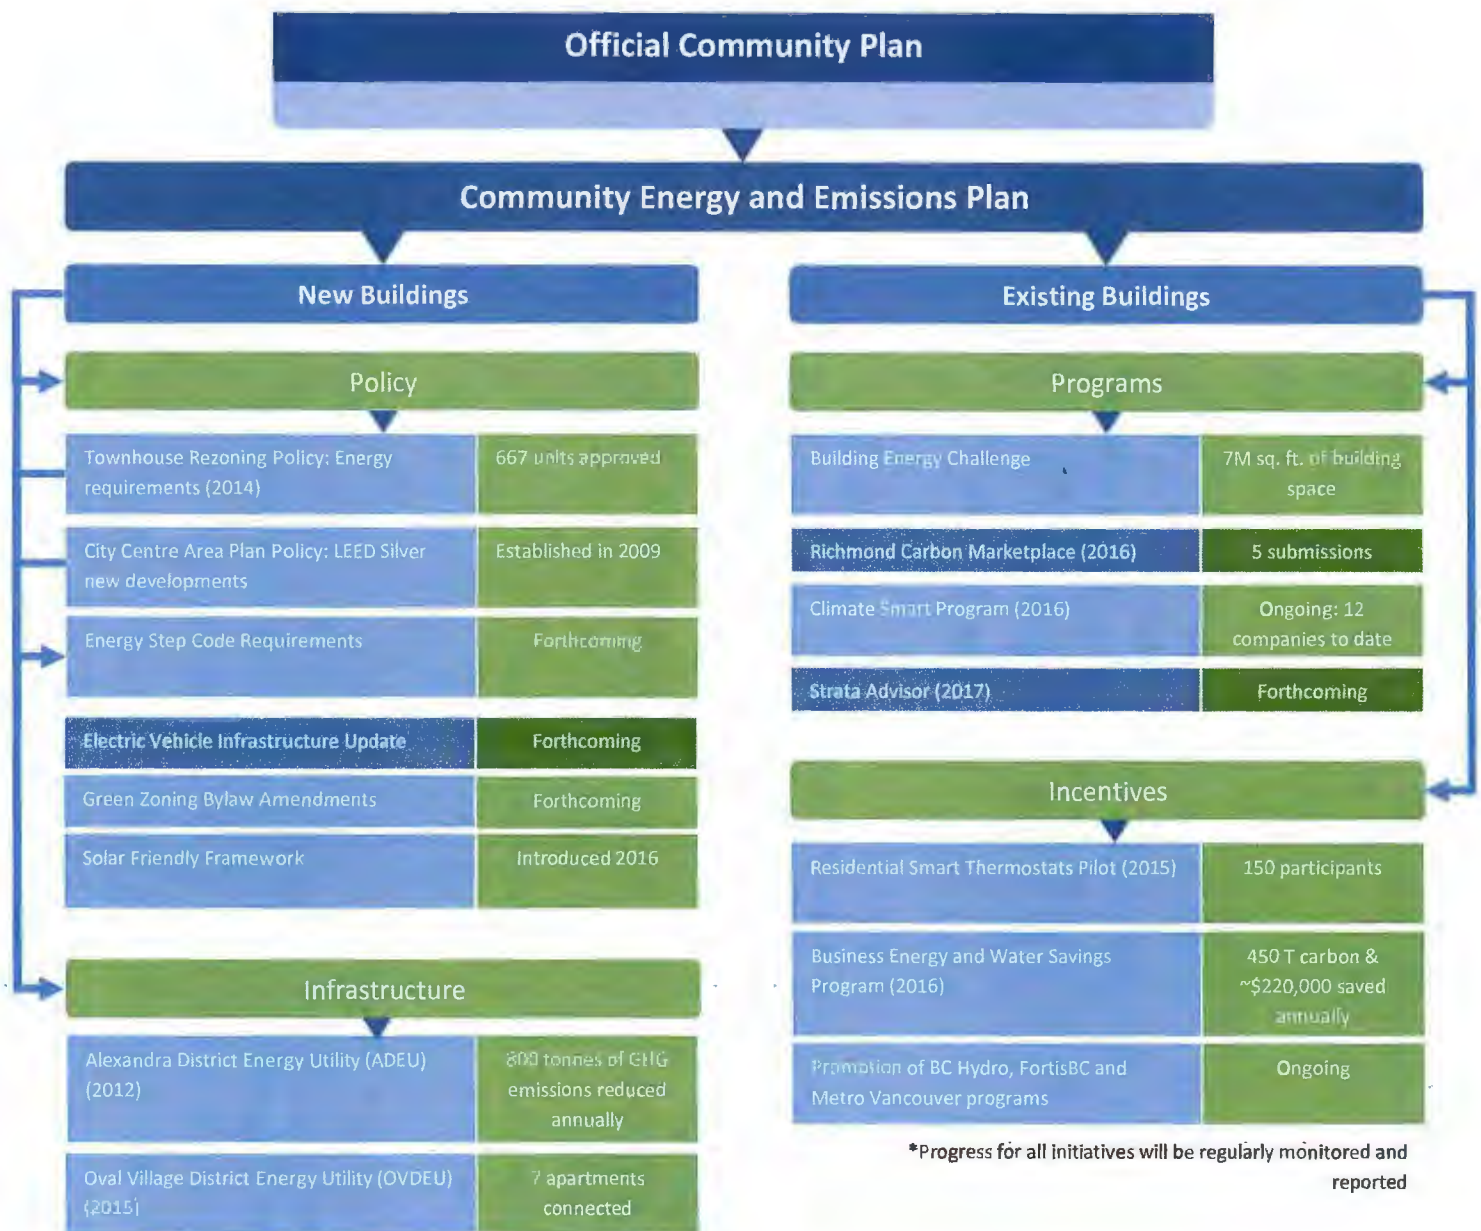 Official Community Plan
Community Energy and Emissions Plan
New Buildings
Policy
Townhouse Rezoning Policy: Energy
requirements (2014)
667 units approved
City Centre Area Plan Policy: LEED Silver
new developments
Established in 2009
Energy Step Code Requirements
Forthcoming
Electric Vehicle Infrastructure Update
Forthcoming
Green Zoning Bylaw Amendments
Forthcoming
Solar Friendly Framework
Introduced 2016
Infrastructure
Alexandra District Energy Utility (ADEU)
(2012)
800 tonnes of GHG
emissions reduced
annually
Oval Village District Energy Utility (OVDEU)
(2015)
7 apartments
connected
Existing Buildings
Programs
Building Energy Challenge
7M sq. ft. of building
space
Richmond Carbon Marketplace (2016)
5 submissions
Climate Smart Program (2016)
Ongoing: 12
companies to date
Strata Advisor (2017)
Forthcoming
Incentives
Residential Smart Thermostats Pilot (2015)
150 participants
Business Energy and Water Savings
Program (2016)
450 T carbon &
~$220,000 saved
annually
Promotion of BC Hydro, FortisBC and
Metro Vancouver programs
Ongoing
*Progress for all initiatives will be regularly monitored and
reported